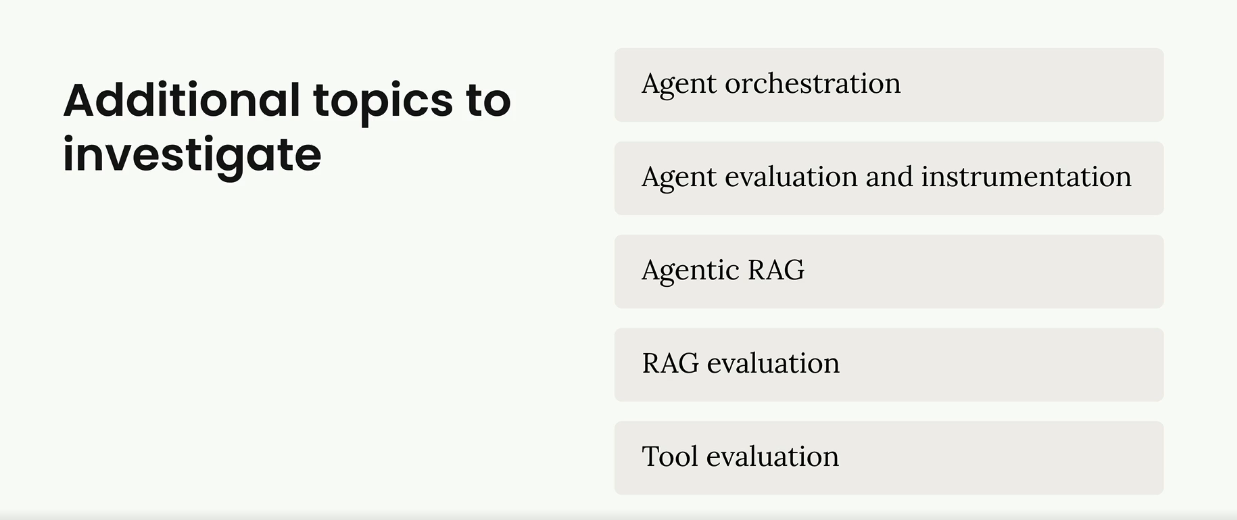 Additional topics to
investigate
Agent orchestration
Agent evaluation and instrumentation
Agentic RAG
RAG evaluation
Tool evaluation